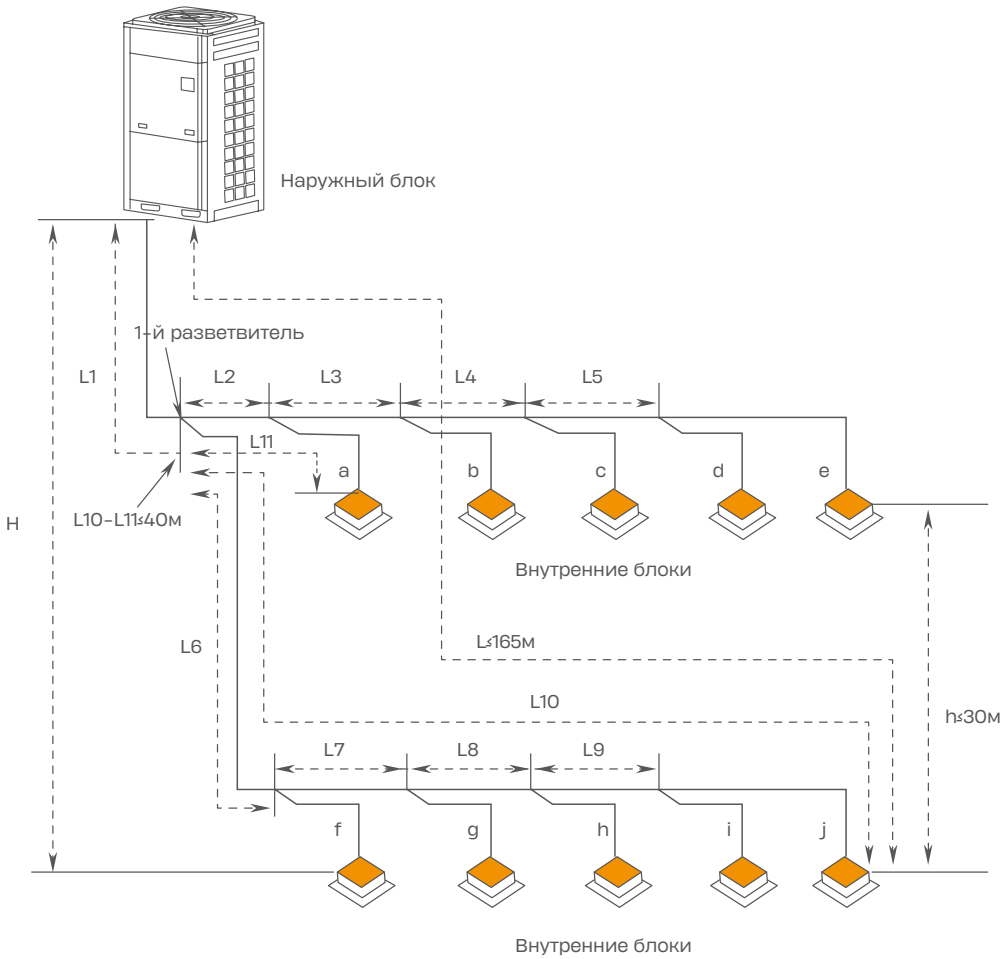 Наружный блок
1-й разветвитель
L1
L2
L3
L4
L5
L11
a
b
c
d
e
L10-L11≤40м
H
Внутренние блоки
L6
L≤165м
L10
h≤30м
L7
L8
L9
f
g
h
i
j
Внутренние блоки